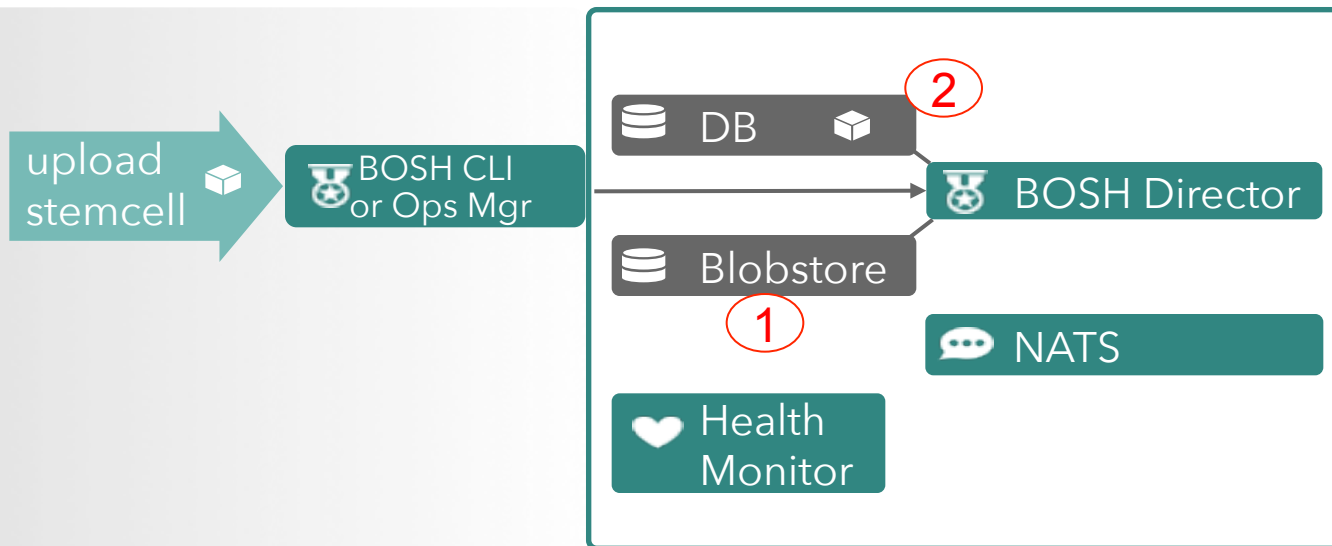 upload
stemcell
BOSH CLI
or Ops Mgr
DB
2
BOSH Director
Blobstore
1
NATS
Health
Monitor